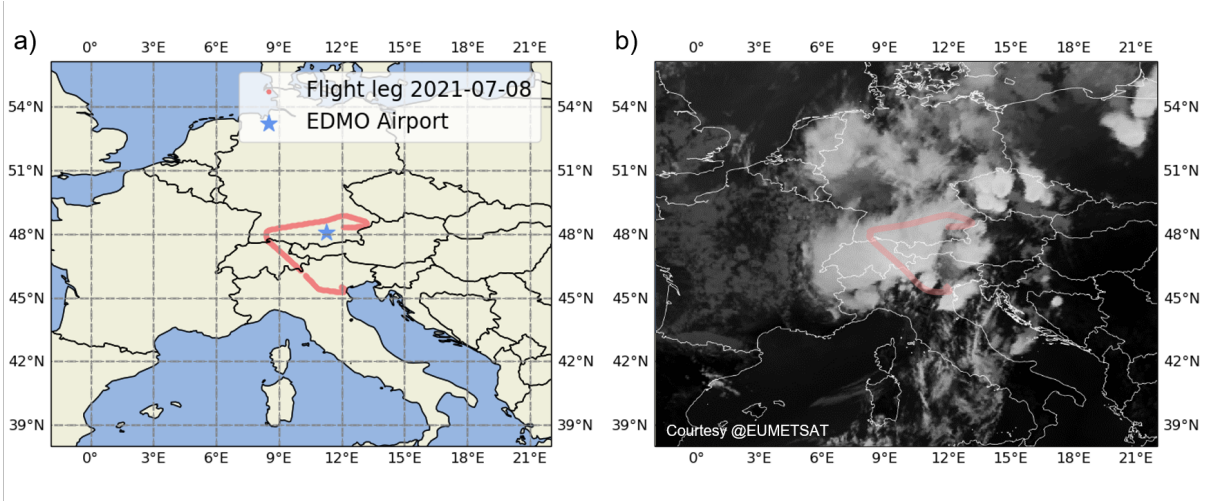 a)
0° 3°E 6°E 9°E 12°E 15°E 18°E 21°E
Flight leg 2021-07-08
EDMO Airport
54°N 54°N
51°N 51°N
48°N 48°N
45°N 45°N
42°N 42°N
39°N 39°N
0° 3°E 6°E 9°E 12°E 15°E 18°E 21°E
b)
0° 3°E 6°E 9°E 12°E 15°E 18°E 21°E
54°N
51°N
48°N
45°N
42°N
39°N
Courtesy @EUMETSAT
0° 3°E 6°E 9°E 12°E 15°E 18°E 21°E